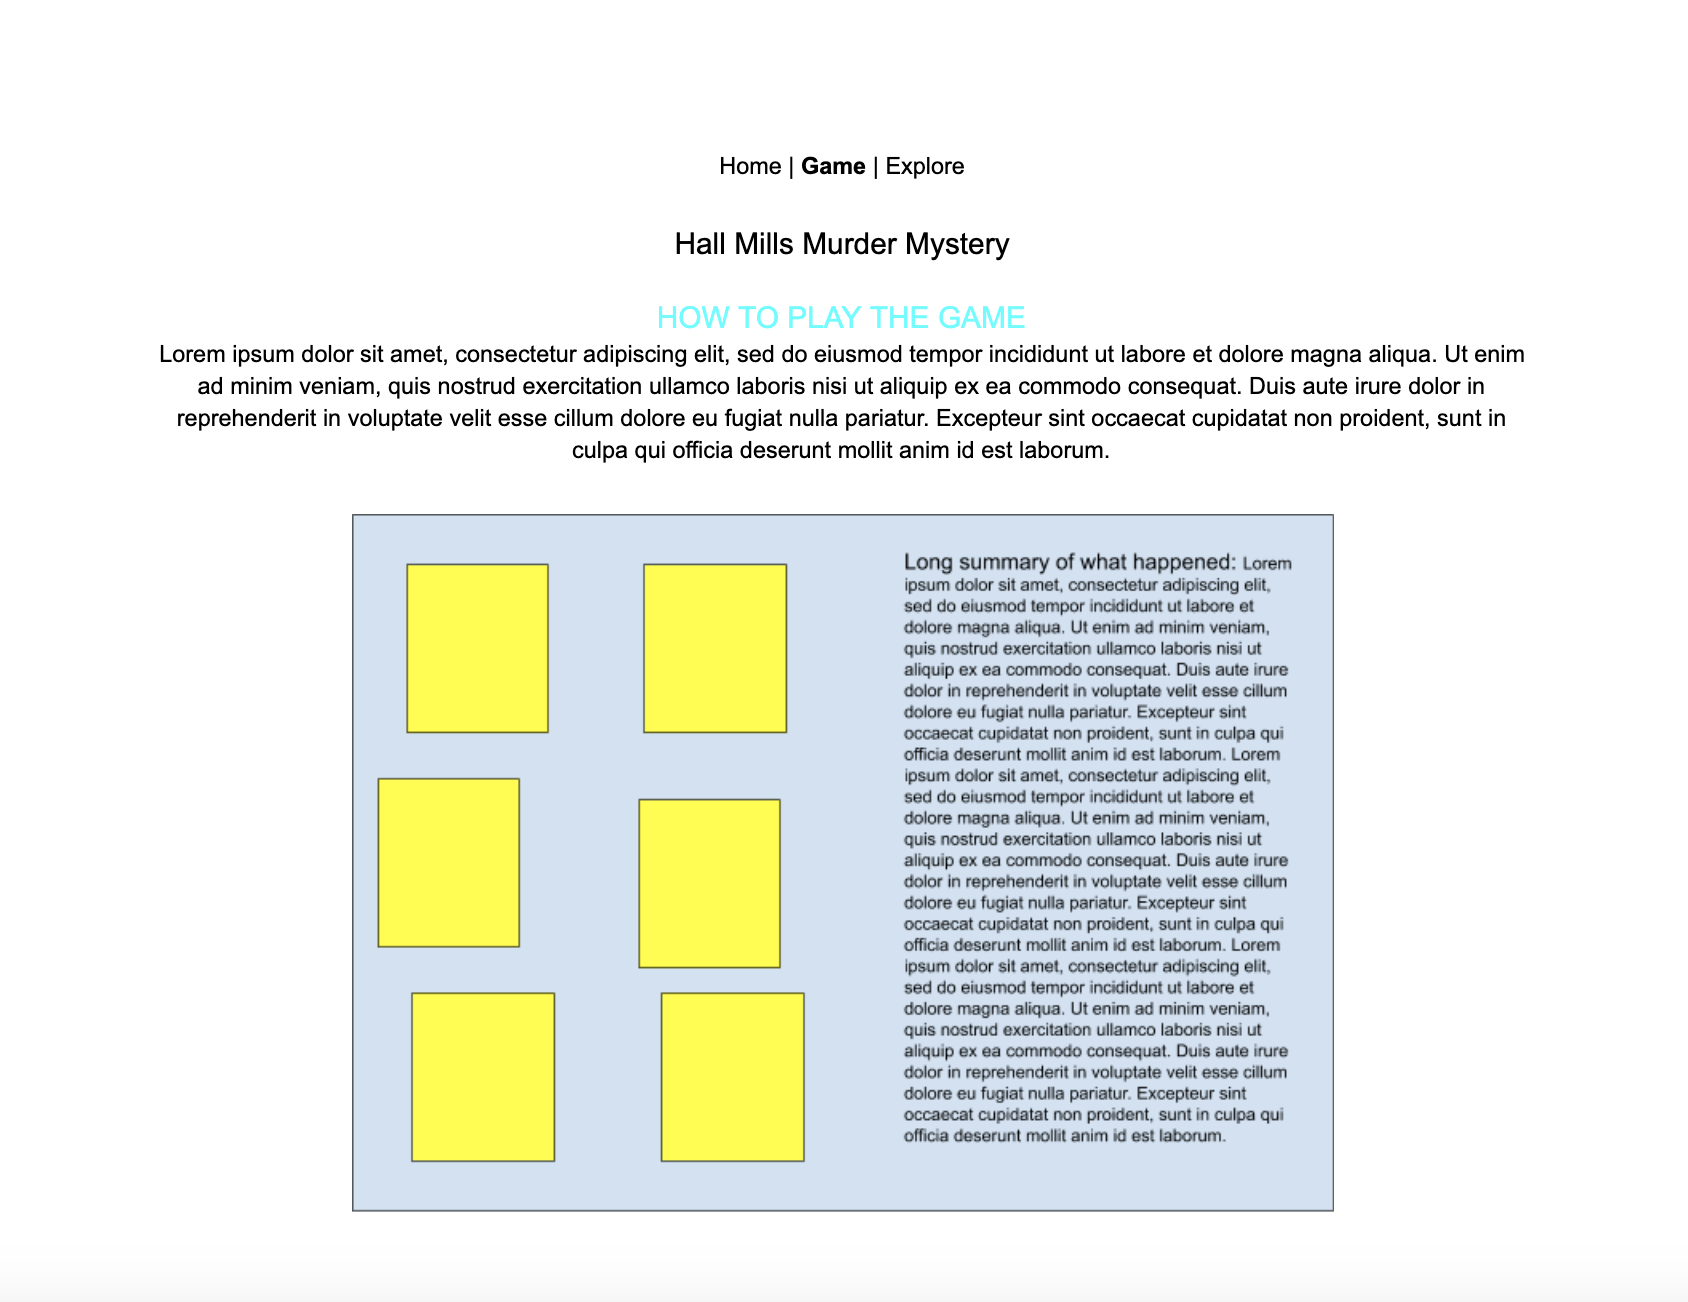 Home | Game | Explore
Hall Mills Murder Mystery
HOW TO PLAY THE GAME
Lorem ipsum dolor sit amet, consectetur adipiscing elit, sed do eiusmod tempor incididunt ut labore et dolore magna aliqua. Ut enim
ad minim veniam, quis nostrud exercitation ullamco laboris nisi ut aliquip ex ea commodo consequat. Duis aute irure dolor in
reprehenderit in voluptate velit esse cillum dolore eu fugiat nulla pariatur. Excepteur sint occaecat cupidatat non proident, sunt in
culpa qui officia deserunt mollit anim id est laborum.
Long summary of what happened: Lorem
ipsum dolor sit amet, consectetur adipiscing elit,
sed do eiusmod tempor incididunt ut labore et
dolore magna aliqua. Ut enim ad minim veniam,
quis nostrud exercitation ullamco laboris nisi ut
aliquip ex ea commodo consequat. Duis aute irure
dolor in reprehenderit in voluptate velit esse cillum
dolore eu fugiat nulla pariatur. Excepteur sint
occaecat cupidatat non proident, sunt in culpa qui
officia deserunt mollit anim id est laborum. Lorem
ipsum dolor sit amet, consectetur adipiscing elit,
sed do eiusmod tempor incididunt ut labore et
dolore magna aliqua. Ut enim ad minim veniam,
quis nostrud exercitation ullamco laboris nisi ut
aliquip ex ea commodo consequat. Duis aute irure
dolor in reprehenderit in voluptate velit esse cillum
dolore eu fugiat nulla pariatur. Excepteur sint
occaecat cupidatat non proident, sunt in culpa qui
officia deserunt mollit anim id est laborum. Lorem
ipsum dolor sit amet, consectetur adipiscing elit,
sed do eiusmod tempor incididunt ut labore et
dolore magna aliqua. Ut enim ad minim veniam,
quis nostrud exercitation ullamco laboris nisi ut
aliquip ex ea commodo consequat. Duis aute irure
dolor in reprehenderit in voluptate velit esse cillum
dolore eu fugiat nulla pariatur. Excepteur sint
occaecat cupidatat non proident, sunt in culpa qui
officia deserunt mollit anim id est laborum.